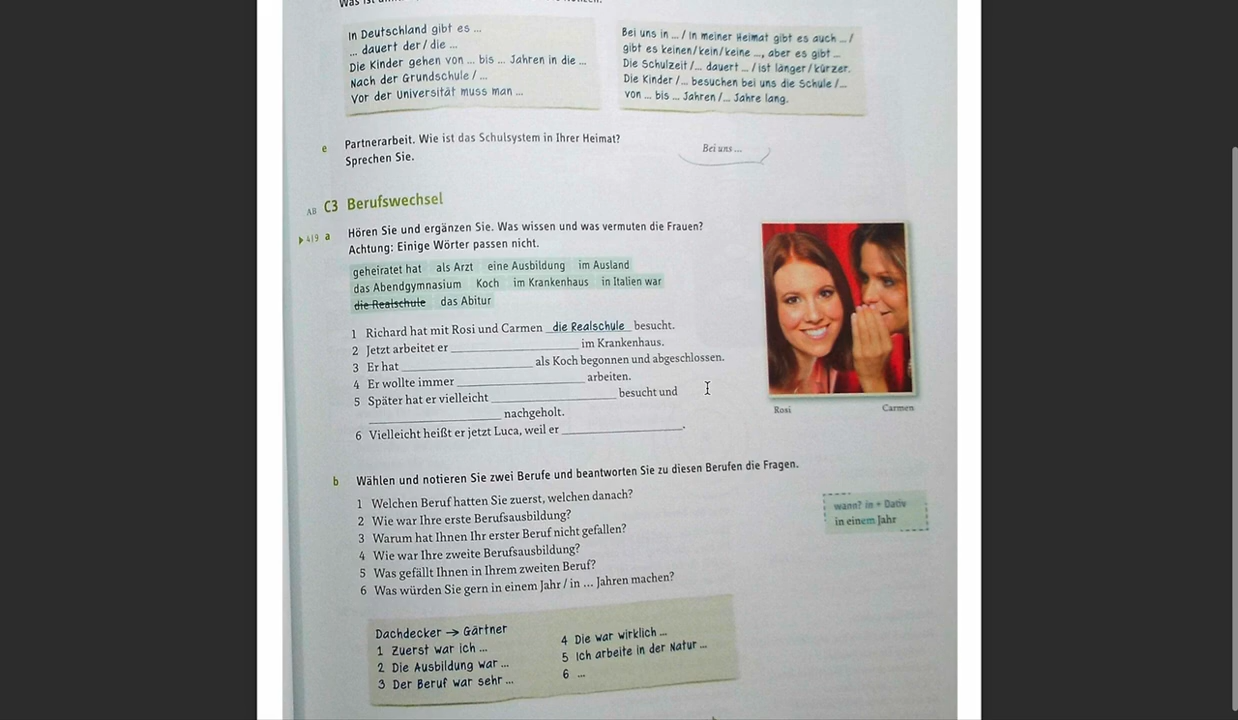 In Deutschland gibt es ...
... dauert der / die ...
Die Kinder gehen von ... bis ... Jahren in die ...
Nach der Grundschule / ...
Vor der Universität muss man ...
Bei uns in ... / In meiner Heimat gibt es auch ... /
gibt es keinen/kein/keine ..., aber es gibt ...
Die Schulzeit /... dauert ... / ist länger / kürzer.
Die Kinder /... besuchen bei uns die Schule /...
von ... bis ... Jahren /... Jahre lang.
e Partnerarbeit. Wie ist das Schulsystem in Ihrer Heimat?
Sprechen Sie.
Bei uns ...
AB C3 Berufswechsel
4|9 a Hören Sie und ergänzen Sie. Was wissen und was vermuten die Frauen?
Achtung: Einige Wörter passen nicht.
geheiratet hat als Arzt eine Ausbildung im Ausland
das Abendgymnasium Koch im Krankenhaus in Italien war
die Realschule das Abitur
1 Richard hat mit Rosi und Carmen die Realschule besucht.
2 Jetzt arbeitet er ____________ im Krankenhaus.
3 Er hat ____________ als Koch begonnen und abgeschlossen.
4 Er wollte immer ____________ arbeiten.
5 Später hat er vielleicht ____________ besucht und
____________ nachgeholt.
6 Vielleicht heißt er jetzt Luca, weil er ____________.
Rosi Carmen
b Wählen und notieren Sie zwei Berufe und beantworten Sie zu diesen Berufen die Fragen.
1 Welchen Beruf hatten Sie zuerst, welchen danach?
2 Wie war Ihre erste Berufsausbildung?
3 Warum hat Ihnen Ihr erster Beruf nicht gefallen?
4 Wie war Ihre zweite Berufsausbildung?
5 Was gefällt Ihnen in Ihrem zweiten Beruf?
6 Was würden Sie gern in einem Jahr / in ... Jahren machen?
wann? in + Dativ
in einem Jahr
Dachdecker → Gärtner
1 Zuerst war ich ...
2 Die Ausbildung war ...
3 Der Beruf war sehr ...
4 Die war wirklich ...
5 Ich arbeite in der Natur ...
6 ...